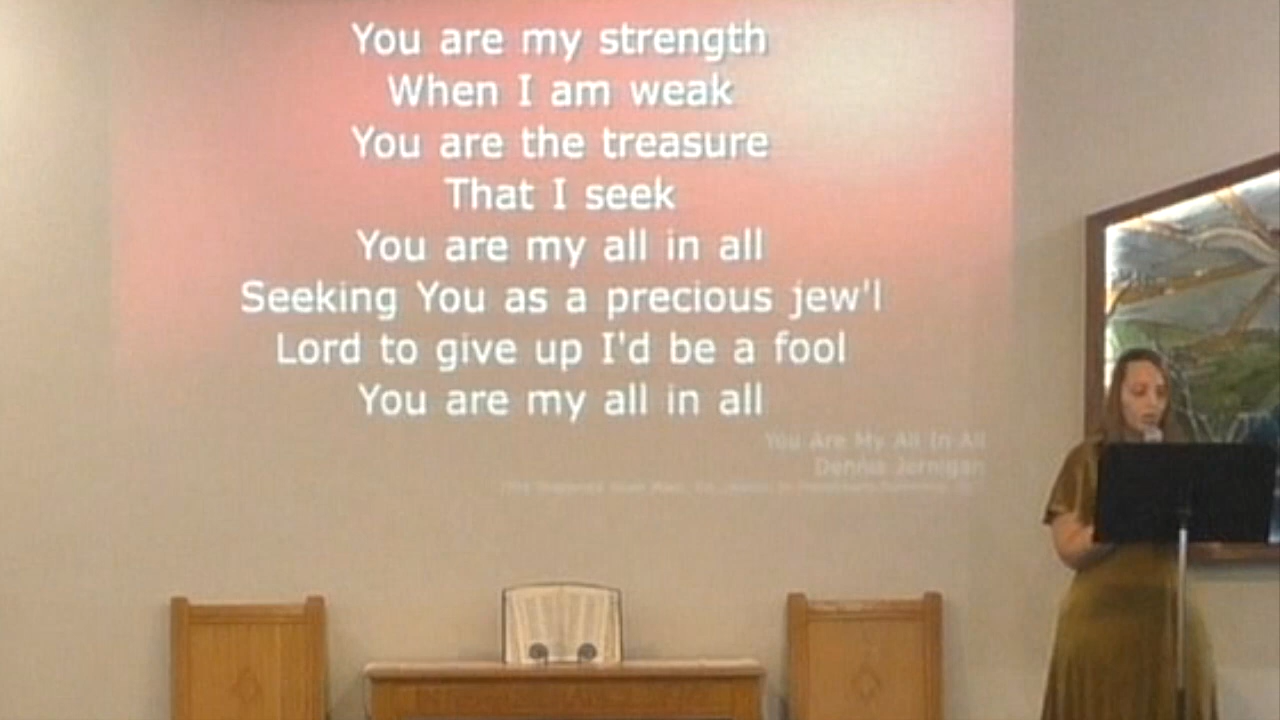 You are my strength
When I am weak
You are the treasure
That I seek
You are my all in all
Seeking You as a precious jew'l
Lord to give up I'd be a fool
You are my all in all
You Are My All In All
Dennis Jernigan